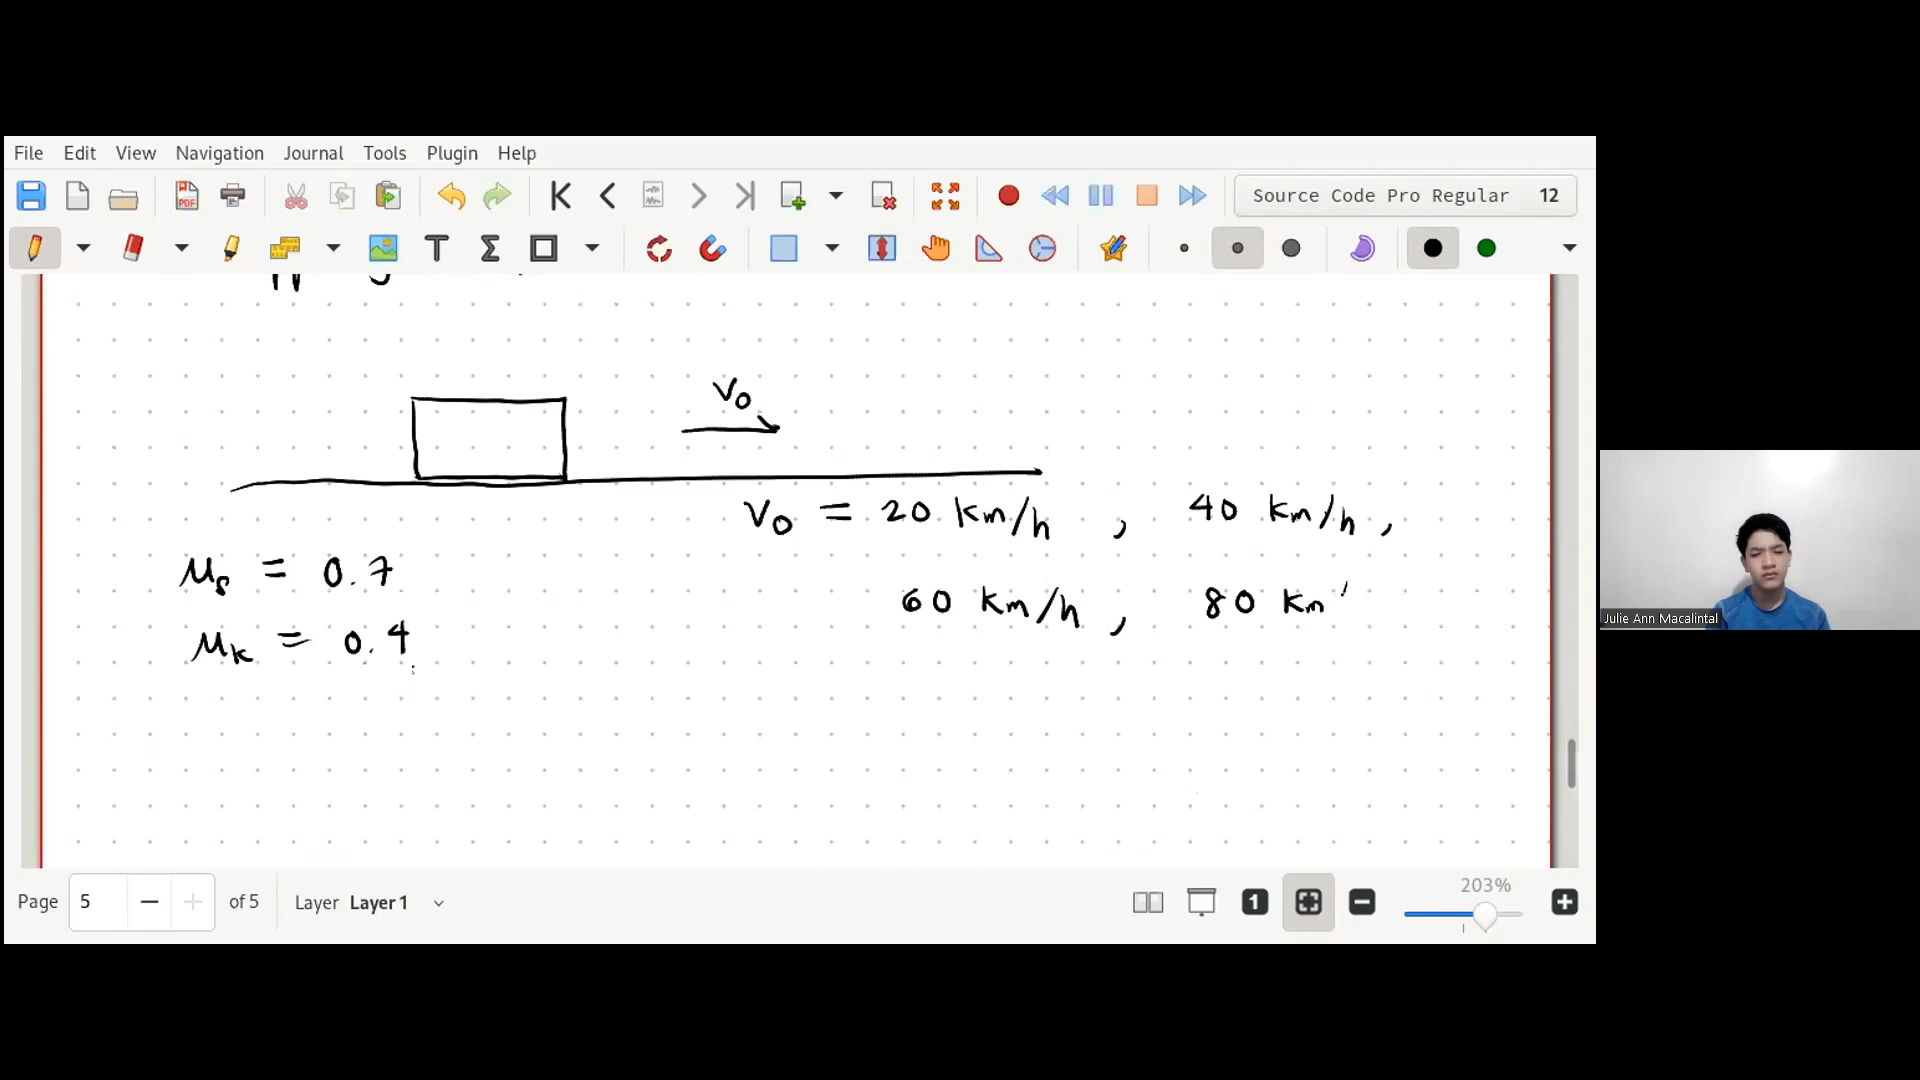 File Edit View Navigation Journal Tools Plugin Help
Source Code Pro Regular 12
v₀
v₀ = 20 km/h , 40 km/h ,
60 km/h , 80 km
μₛ = 0.7
μₖ = 0.4
Julie Ann Macalintal
Page 5 of 5 Layer Layer 1 1 203%